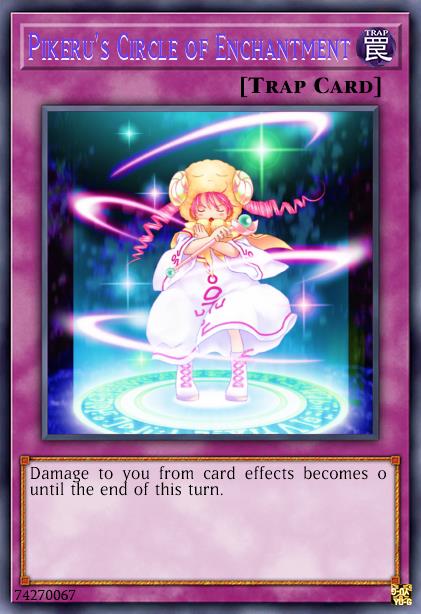 Pikeru's Circle of Enchantment
TRAP
罠
[Trap Card]
Damage to you from card effects becomes 0
until the end of this turn.
74270067